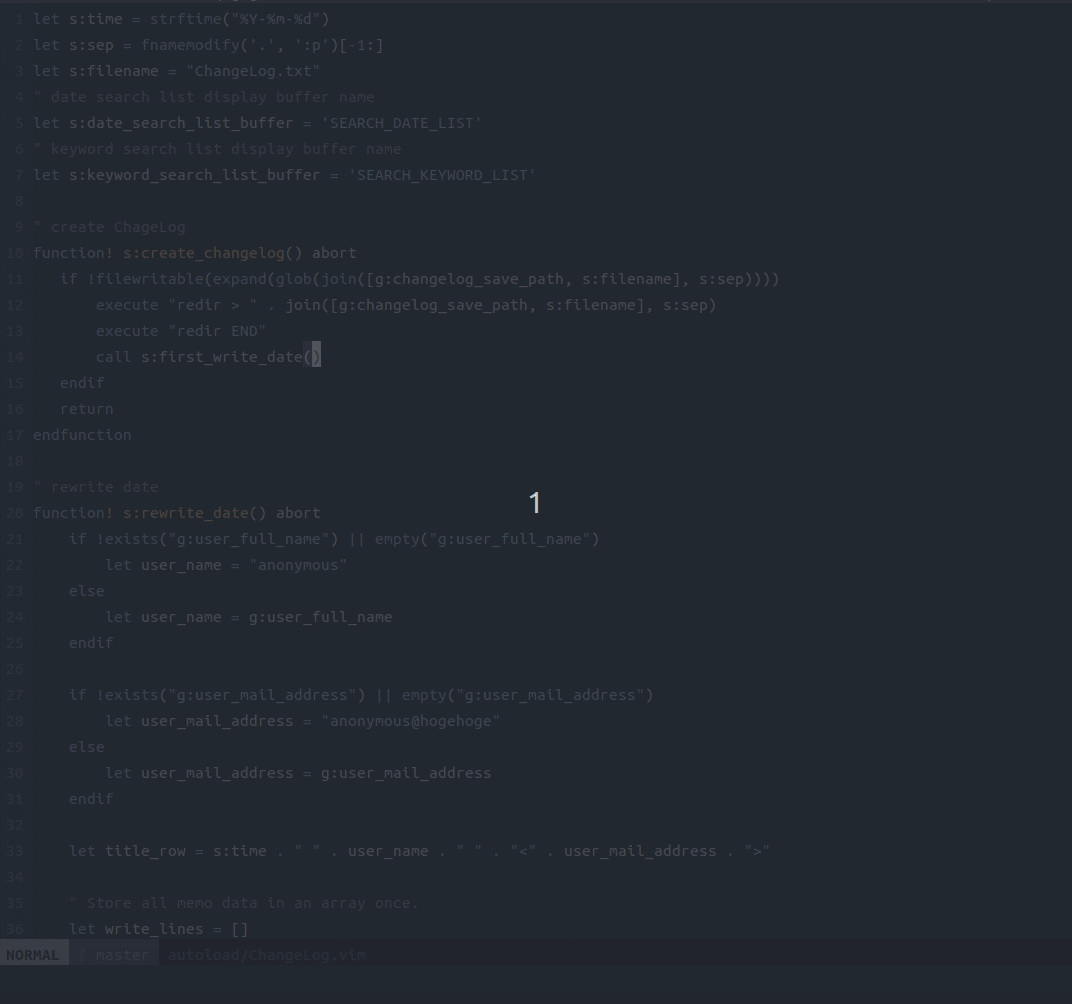 1 let s:time = strftime("%Y-%m-%d")
2 let s:sep = fnamemodify('.', ':p')[-1:]
3 let s:filename = "ChangeLog.txt"
4 " date search list display buffer name
5 let s:date_search_list_buffer = 'SEARCH_DATE_LIST'
6 " keyword search list display buffer name
7 let s:keyword_search_list_buffer = 'SEARCH_KEYWORD_LIST'
8
9 " create ChageLog
10 function! s:create_changelog() abort
11    if !filewritable(expand(glob(join([g:changelog_save_path, s:filename], s:sep))))
12        execute "redir > " . join([g:changelog_save_path, s:filename], s:sep)
13        execute "redir END"
14        call s:first_write_date()
15    endif
16    return
17 endfunction
18
19 " rewrite date
1
20 function! s:rewrite_date() abort
21     if !exists("g:user_full_name") || empty("g:user_full_name")
22         let user_name = "anonymous"
23     else
24         let user_name = g:user_full_name
25     endif
26
27     if !exists("g:user_mail_address") || empty("g:user_mail_address")
28         let user_mail_address = "anonymous@hogehoge"
29     else
30         let user_mail_address = g:user_mail_address
31     endif
32
33     let title_row = s:time . " " . user_name . " " . "<" . user_mail_address . ">"
34
35     " Store all memo data in an array once.
36     let write_lines = []
NORMAL master autoload/ChangeLog.vim